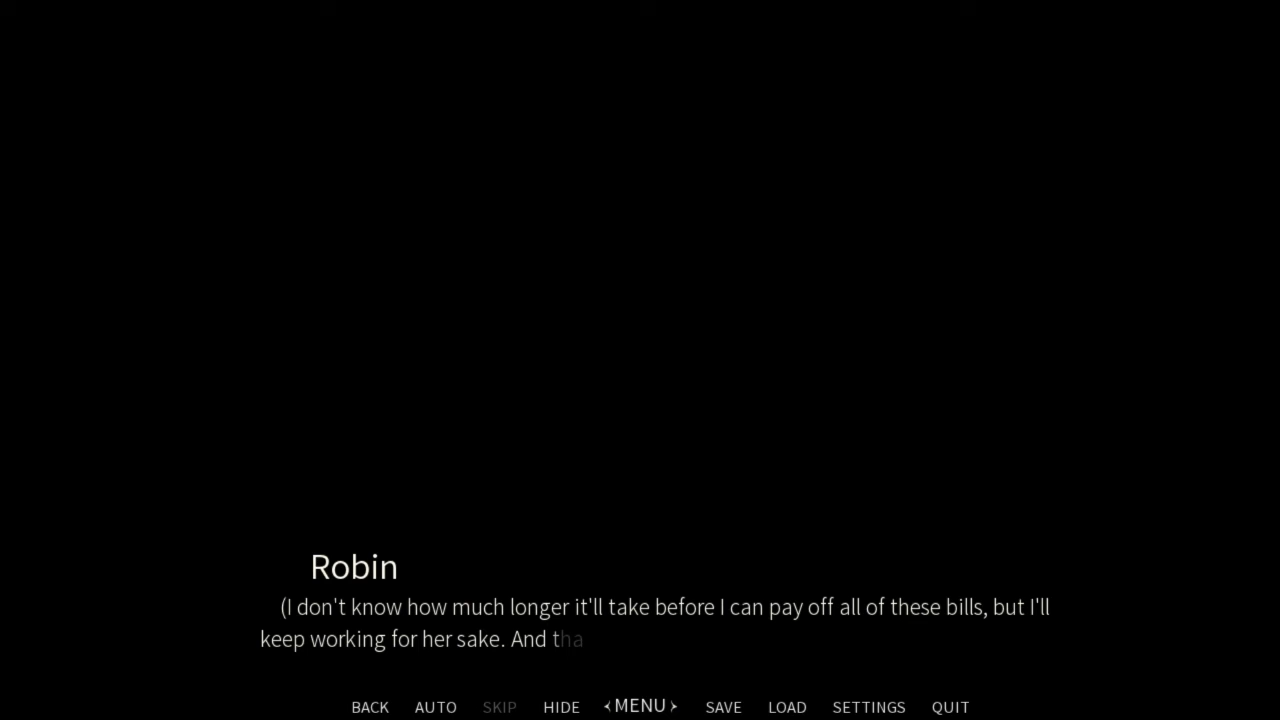 Robin
(I don't know how much longer it'll take before I can pay off all of these bills, but I'll
keep working for her sake. And tha
BACK AUTO SKIP HIDE MENU SAVE LOAD SETTINGS QUIT